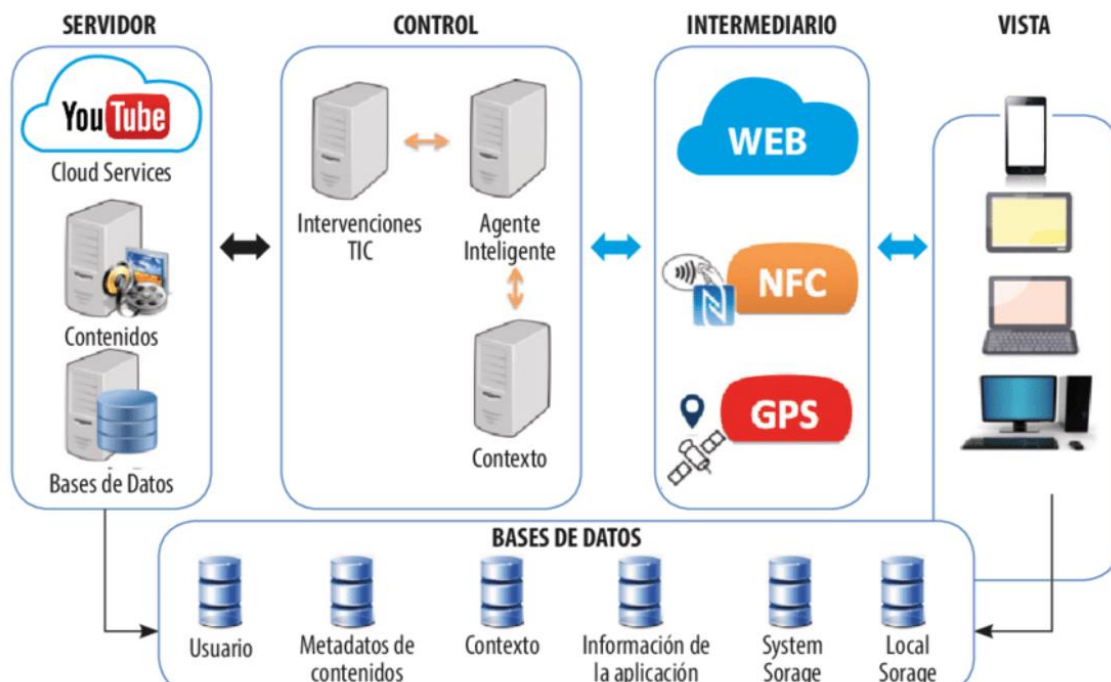 SERVIDOR
CONTROL
INTERMEDIARIO
VISTA
YouTube
Cloud Services
Contenidos
Bases de Datos
Intervenciones
TIC
Agente
Inteligente
Contexto
WEB
NFC
GPS
BASES DE DATOS
Usuario
Metadatos de
contenidos
Contexto
Información de
la aplicación
System
Sorage
Local
Sorage